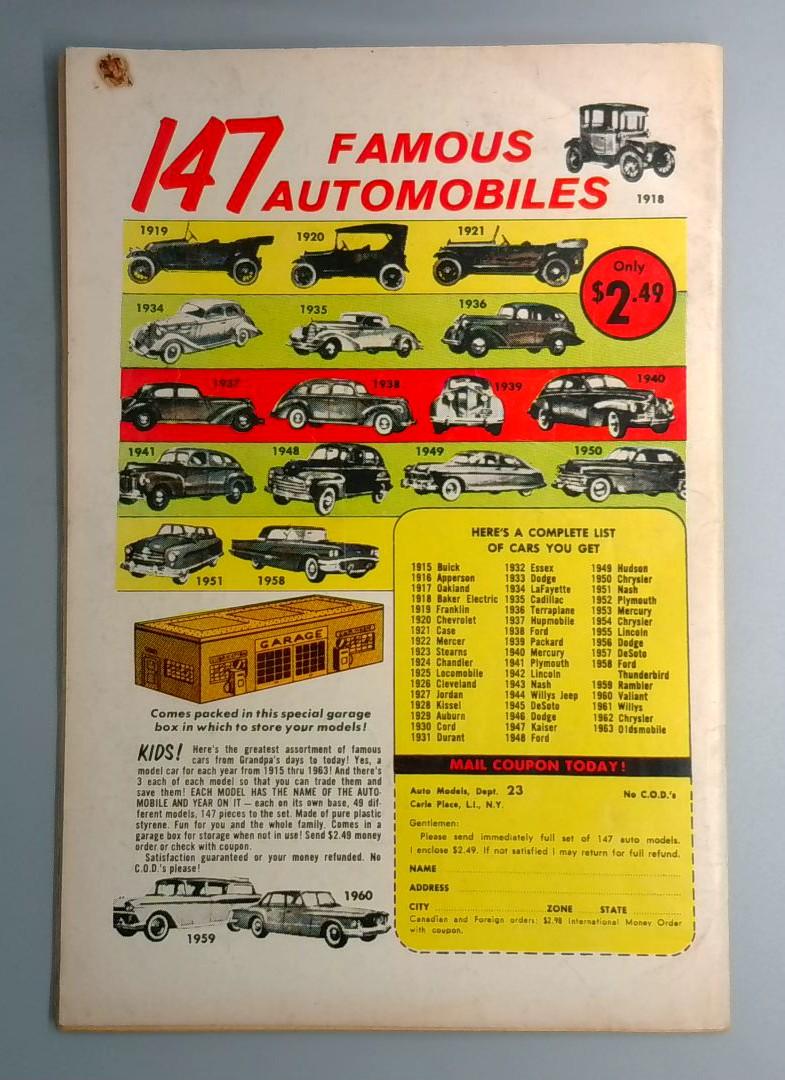 147 FAMOUS
AUTOMOBILES
1918
1919
1920
1921
Only
$2.49
1934
1935
1936
1937
1938
1939
1940
1941
1948
1949
1950
1951
1958
GARAGE
Comes packed in this special garage
box in which to store your models!
KIDS! Here's the greatest assortment of famous
cars from Grandpa's days to today! Yes, a
model car for each year from 1915 thru 1963! And there's
3 each of each model so that you can trade them and
save them! EACH MODEL HAS THE NAME OF THE AUTO-
MOBILE AND YEAR ON IT — each on its own base, 49 dif-
ferent models, 147 pieces to the set. Made of pure plastic
styrene. Fun for you and the whole family. Comes in a
garage box for storage when not in use! Send $2.49 money
order or check with coupon.
Satisfaction guaranteed or your money refunded. No
C.O.D.'s please!
1959
1960
HERE'S A COMPLETE LIST
OF CARS YOU GET
1915 Buick
1916 Apperson
1917 Oakland
1918 Baker Electric
1919 Franklin
1920 Chevrolet
1921 Case
1922 Mercer
1923 Stearns
1924 Chandler
1925 Locomobile
1926 Cleveland
1927 Jordan
1928 Kissel
1929 Auburn
1930 Cord
1931 Durant
1932 Essex
1933 Dodge
1934 LaFayette
1935 Cadillac
1936 Terraplane
1937 Hupmobile
1938 Ford
1939 Packard
1940 Mercury
1941 Plymouth
1942 Lincoln
1943 Nash
1944 Willys Jeep
1945 DeSoto
1946 Dodge
1947 Kaiser
1948 Ford
1949 Hudson
1950 Chrysler
1951 Nash
1952 Plymouth
1953 Mercury
1954 Chrysler
1955 Lincoln
1956 Dodge
1957 DeSoto
1958 Ford
Thunderbird
1959 Rambler
1960 Valiant
1961 Willys
1962 Chrysler
1963 Oldsmobile
MAIL COUPON TODAY!
Auto Models, Dept. 23 No C.O.D.'s
Carle Place, L.I., N.Y.
Gentlemen:
Please send immediately full set of 147 auto models.
I enclose $2.49. If not satisfied I may return for full refund.
NAME
ADDRESS
CITY ZONE STATE
Canadian and Foreign orders: $2.98 International Money Order
with coupon.